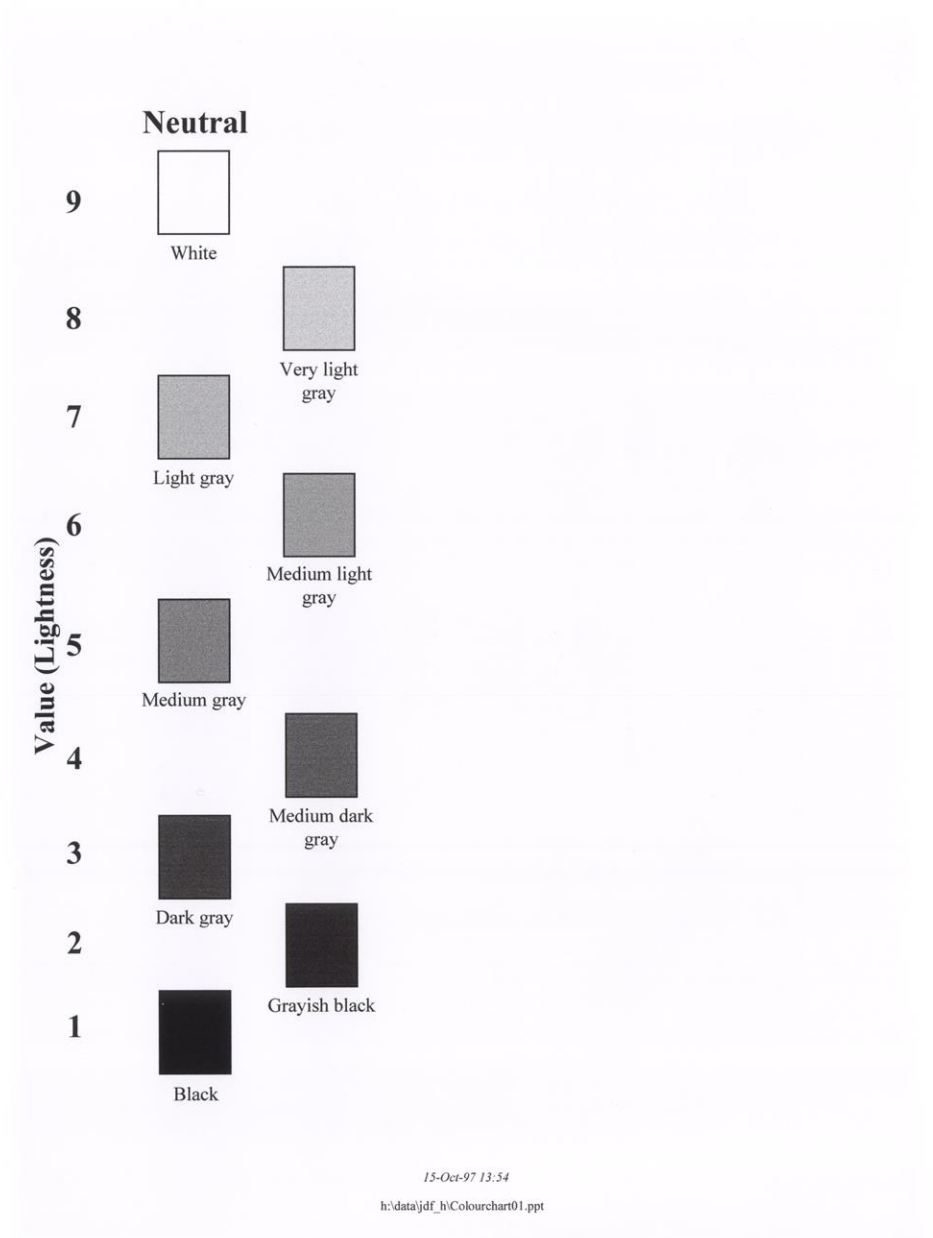 Neutral
9
White
8
Very light
gray
7
Light gray
6
Medium light
gray
Value (Lightness)
5
Medium gray
4
Medium dark
gray
3
Dark gray
2
Grayish black
1
Black
15-Oct-97 13:54
h:\data\jdf_h\Colourchart01.ppt